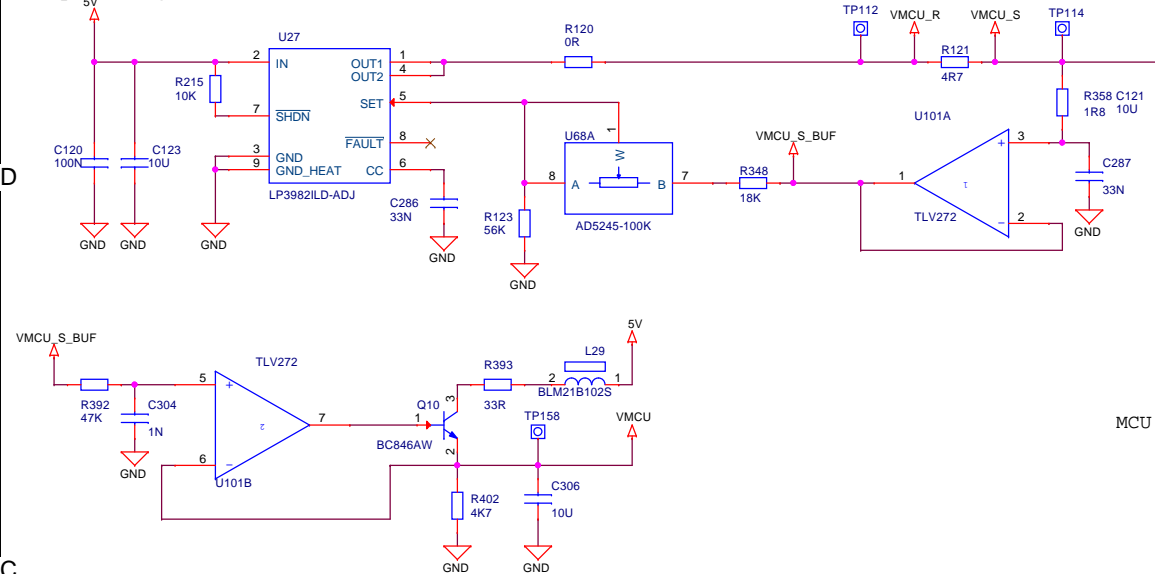 5V
U27
R120
0R
TP112
VMCU_R
VMCU_S
TP114
2
IN
OUT1
1
OUT2
4
R121
4R7
R215
10K
SET
5
R358 C121
1R8 10U
7
SHDN
U101A
FAULT
8
U68A
1
W
VMCU_S_BUF
3
+
C120
100N
C123
10U
3
GND
9
GND_HEAT
CC
6
8
A
B
7
R348
18K
1
1
C287
33N
D
LP3982ILD-ADJ
C286
33N
R123
56K
AD5245-100K
TLV272
2
−
GND
GND
GND
GND
GND
GND
VMCU_S_BUF
TLV272
5V
L29
R393
33R
2
1
BLM21B102S
5
+
R392
47K
C304
1N
2
7
Q10
1
3
2
BC846AW
TP158
VMCU
MCU
GND
6
−
U101B
R402
4K7
C306
10U
GND
GND
C